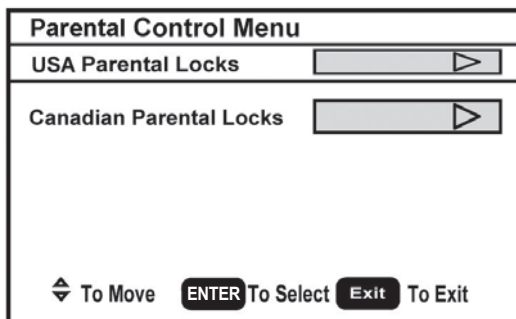 Parental Control Menu
USA Parental Locks
Canadian Parental Locks
To Move ENTER To Select Exit To Exit